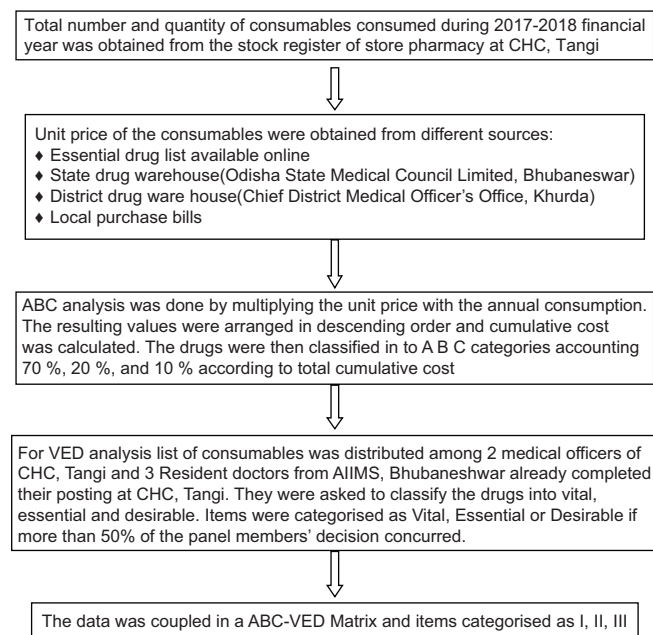 Total number and quantity of consumables consumed during 2017-2018 financial
year was obtained from the stock register of store pharmacy at CHC, Tangi
Unit price of the consumables were obtained from different sources:
♦ Essential drug list available online
♦ State drug warehouse(Odisha State Medical Council Limited, Bhubaneswar)
♦ District drug ware house(Chief District Medical Officer's Office, Khurda)
♦ Local purchase bills
ABC analysis was done by multiplying the unit price with the annual consumption.
The resulting values were arranged in descending order and cumulative cost
was calculated. The drugs were then classified in to A B C categories accounting
70 %, 20 %, and 10 % according to total cumulative cost
For VED analysis list of consumables was distributed among 2 medical officers of
CHC, Tangi and 3 Resident doctors from AIIMS, Bhubaneshwar already completed
their posting at CHC, Tangi. They were asked to classify the drugs into vital,
essential and desirable. Items were categorised as Vital, Essential or Desirable if
more than 50% of the panel members' decision concurred.
The data was coupled in a ABC-VED Matrix and items categorised as I, II, III